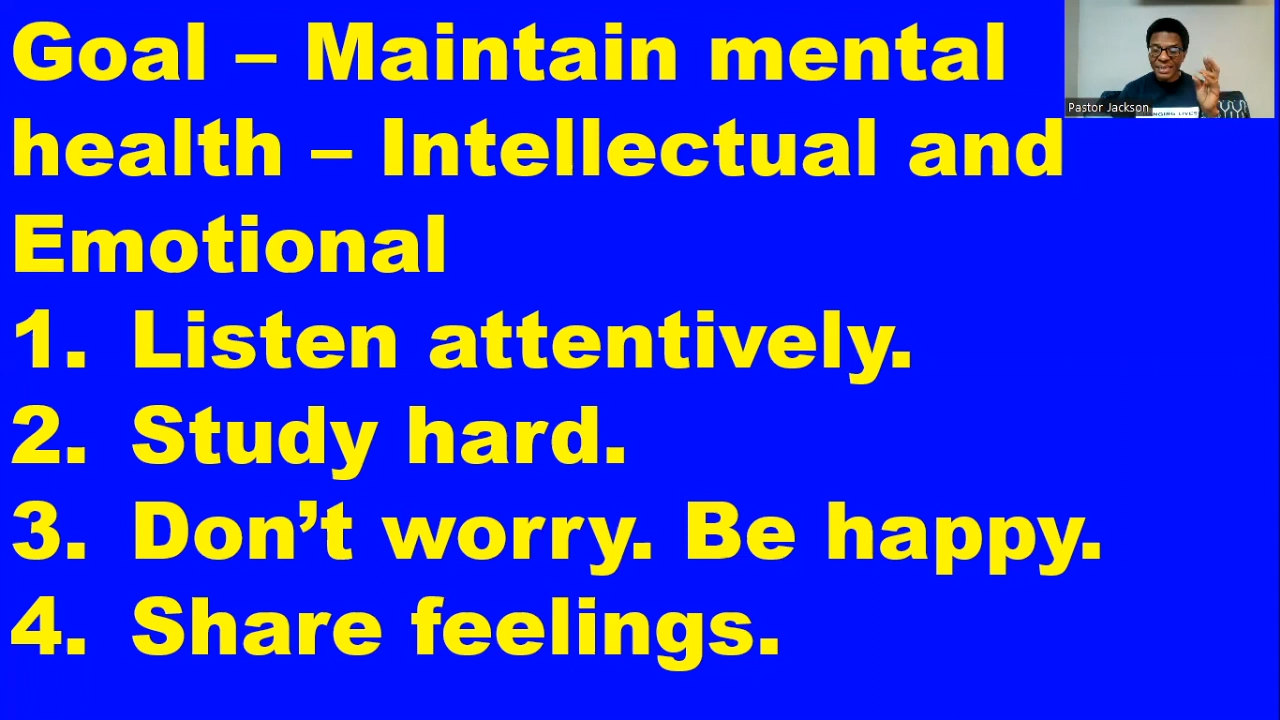 Goal – Maintain mental
health – Intellectual and
Emotional
1. Listen attentively.
2. Study hard.
3. Don’t worry. Be happy.
4. Share feelings.
Pastor Jackson